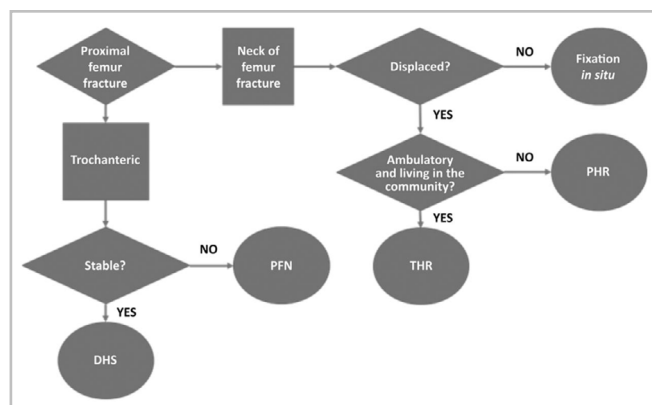 Proximal
femur
fracture
Neck of
femur
fracture
Displaced?
NO
Fixation
in situ
YES
Trochanteric
Ambulatory
and living in the
community?
NO
PHR
YES
THR
Stable?
NO
PFN
YES
DHS